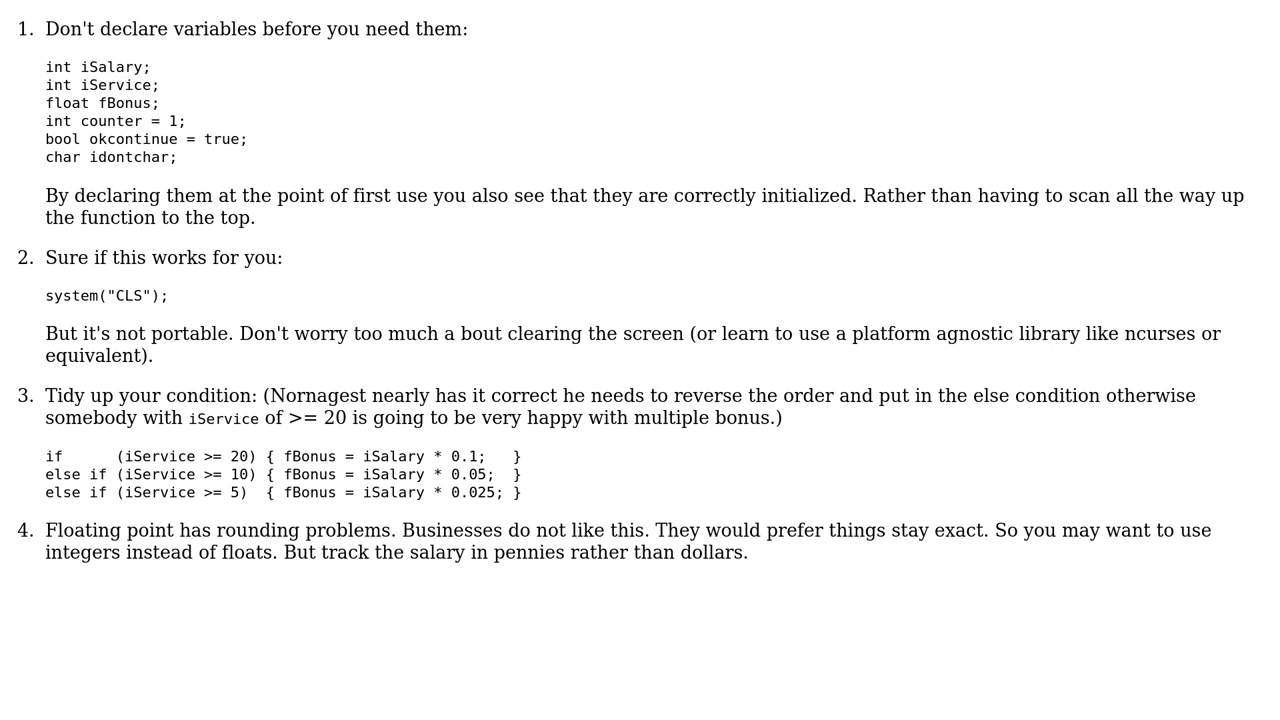 1. Don't declare variables before you need them:
int iSalary;
int iService;
float fBonus;
int counter = 1;
bool okcontinue = true;
char idontchar;
By declaring them at the point of first use you also see that they are correctly initialized. Rather than having to scan all the way up
the function to the top.
2. Sure if this works for you:
system("CLS");
But it's not portable. Don't worry too much a bout clearing the screen (or learn to use a platform agnostic library like ncurses or
equivalent).
3. Tidy up your condition: (Nornagest nearly has it correct he needs to reverse the order and put in the else condition otherwise
somebody with iService of >= 20 is going to be very happy with multiple bonus.)
if      (iService >= 20) { fBonus = iSalary * 0.1;   }
else if (iService >= 10) { fBonus = iSalary * 0.05;  }
else if (iService >= 5)  { fBonus = iSalary * 0.025; }
4. Floating point has rounding problems. Businesses do not like this. They would prefer things stay exact. So you may want to use
integers instead of floats. But track the salary in pennies rather than dollars.